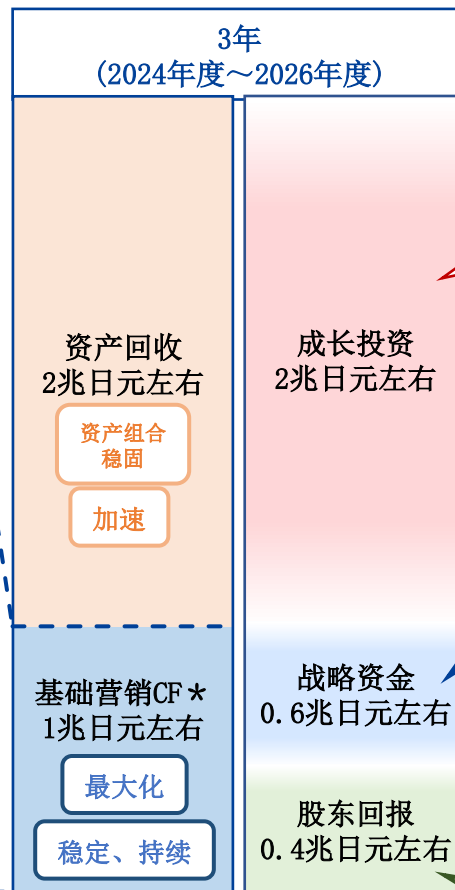 3年
(2024年度～2026年度)
资产回收
2兆日元左右
资产组合
稳固
加速
基础营销CF＊
1兆日元左右
最大化
稳定、持续
成长投资
2兆日元左右
战略资金
0.6兆日元左右
股东回报
0.4兆日元左右